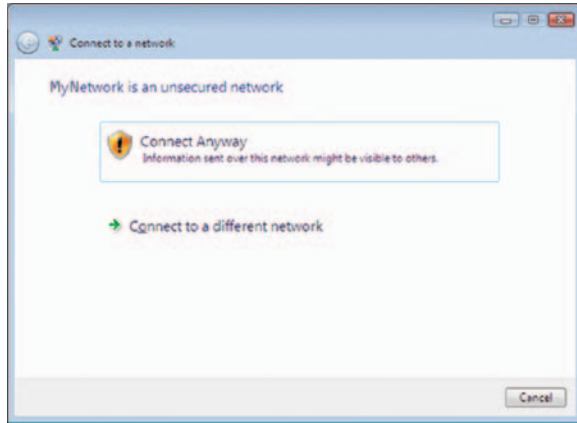 Connect to a network
MyNetwork is an unsecured network
Connect Anyway
Information sent over this network might be visible to others.
Connect to a different network
Cancel